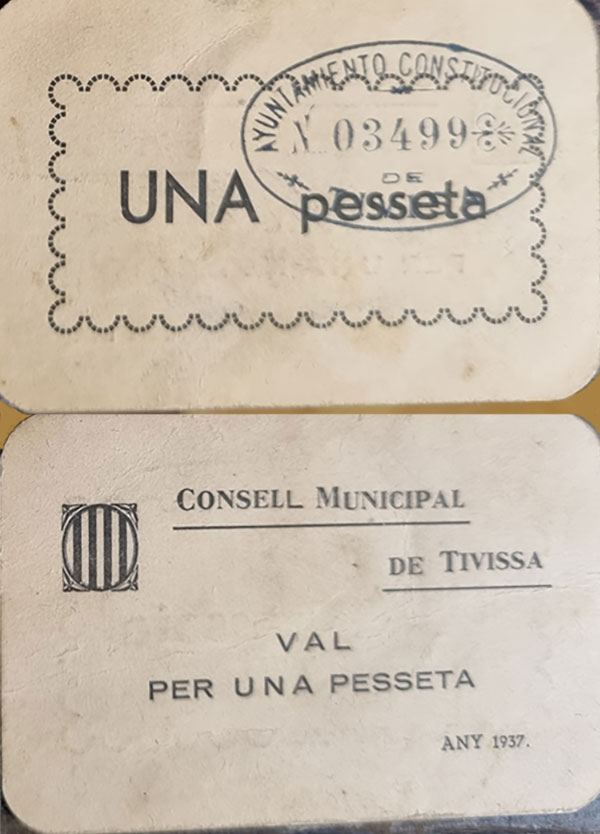 AYUNTAMIENTO CONSTITUCIONAL
N. 03499
DE
UNA pesseta
CONSELL MUNICIPAL
DE TIVISSA
VAL
PER UNA PESSETA
ANY 1937.